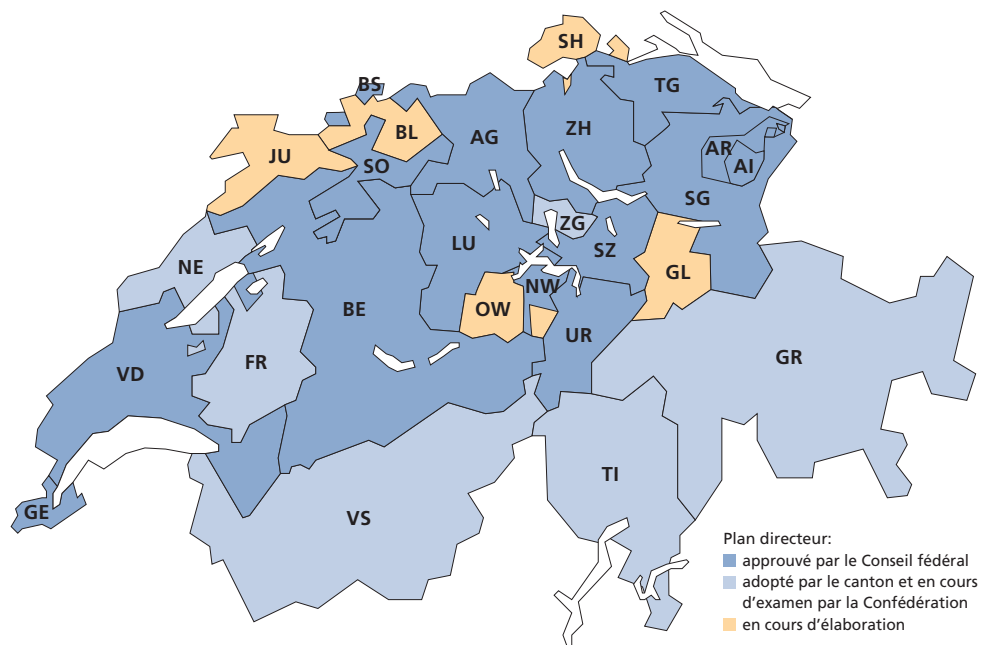 SH
BS
TG
BL
AG
ZH
JU
SO
AR
AI
SG
ZG
LU
SZ
NE
GL
NW
OW
BE
UR
GR
FR
VD
TI
GE
VS
Plan directeur:
approuvé par le Conseil fédéral
adopté par le canton et en cours
d'examen par la Confédération
en cours d'élaboration